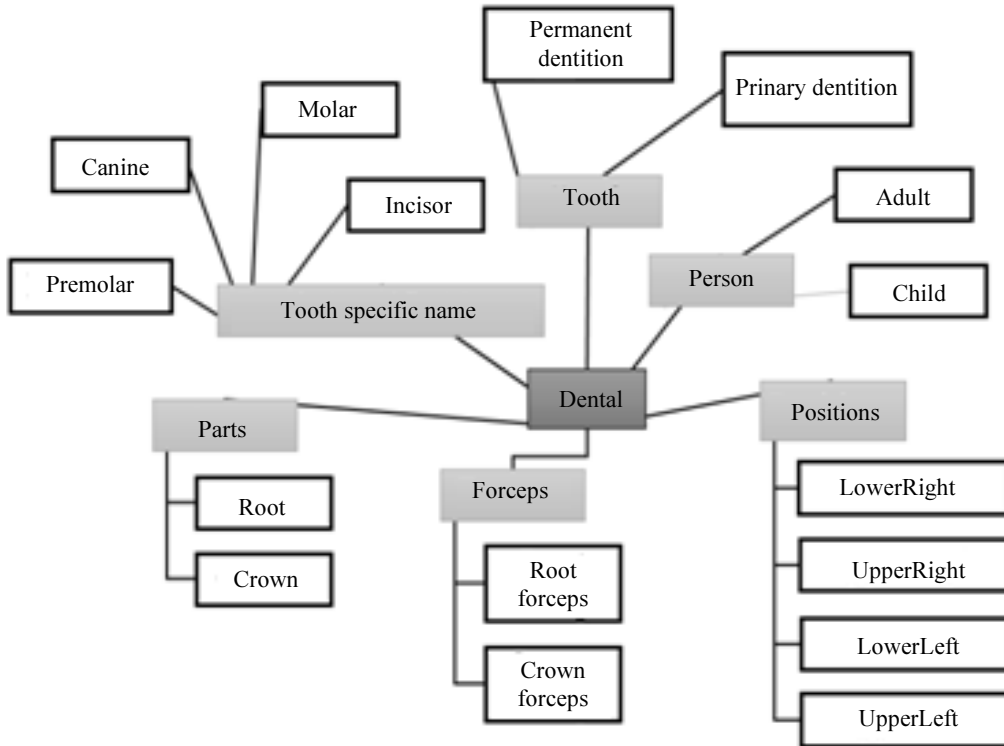 Permanent
dentition
Prinary dentition
Molar
Canine
Incisor
Tooth
Adult
Premolar
Tooth specific name
Person
Child
Dental
Parts
Positions
Forceps
Root
Crown
Root
forceps
Crown
forceps
LowerRight
UpperRight
LowerLeft
UpperLeft